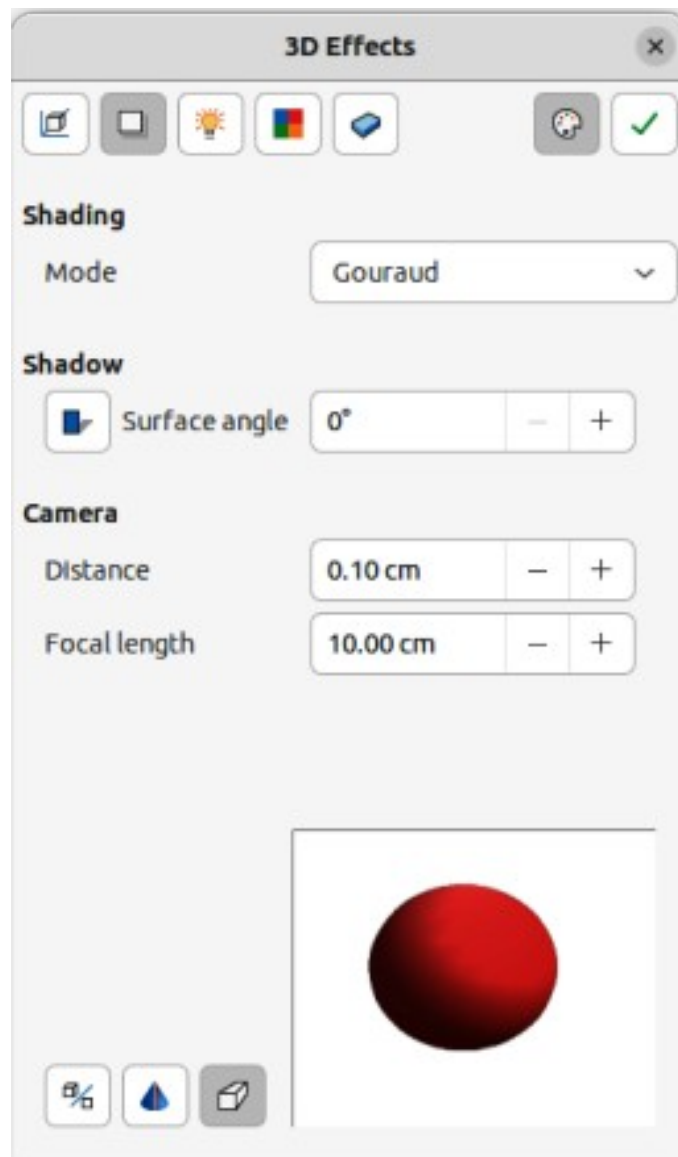 3D Effects
Shading
Mode Gouraud
Shadow
Surface angle 0°
Camera
Distance 0.10 cm
Focal length 10.00 cm